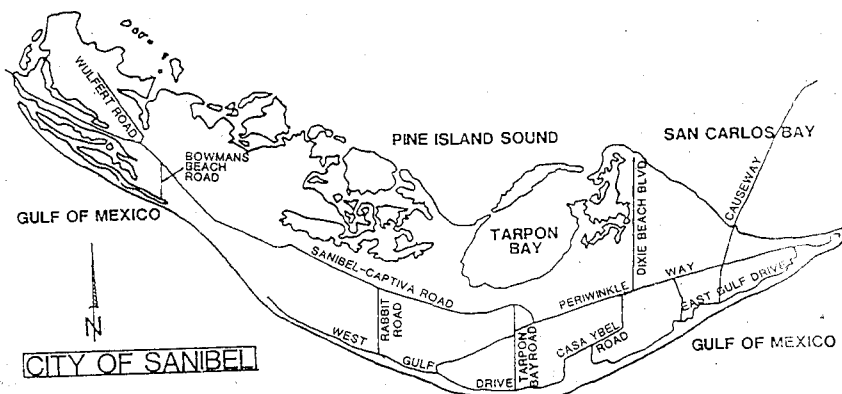 WULFERT ROAD
PINE ISLAND SOUND
SAN CARLOS BAY
BOWMANS
BEACH
ROAD
CAUSEWAY
GULF OF MEXICO
TARPON
BAY
DIXIE BEACH BLVD
SANIBEL-CAPTIVA ROAD
PERIWINKLE WAY
EAST GULF DRIVE
RABBIT
ROAD
WEST GULF DRIVE
TARPON
BAY ROAD
CASA YBEL
ROAD
GULF OF MEXICO
N
CITY OF SANIBEL